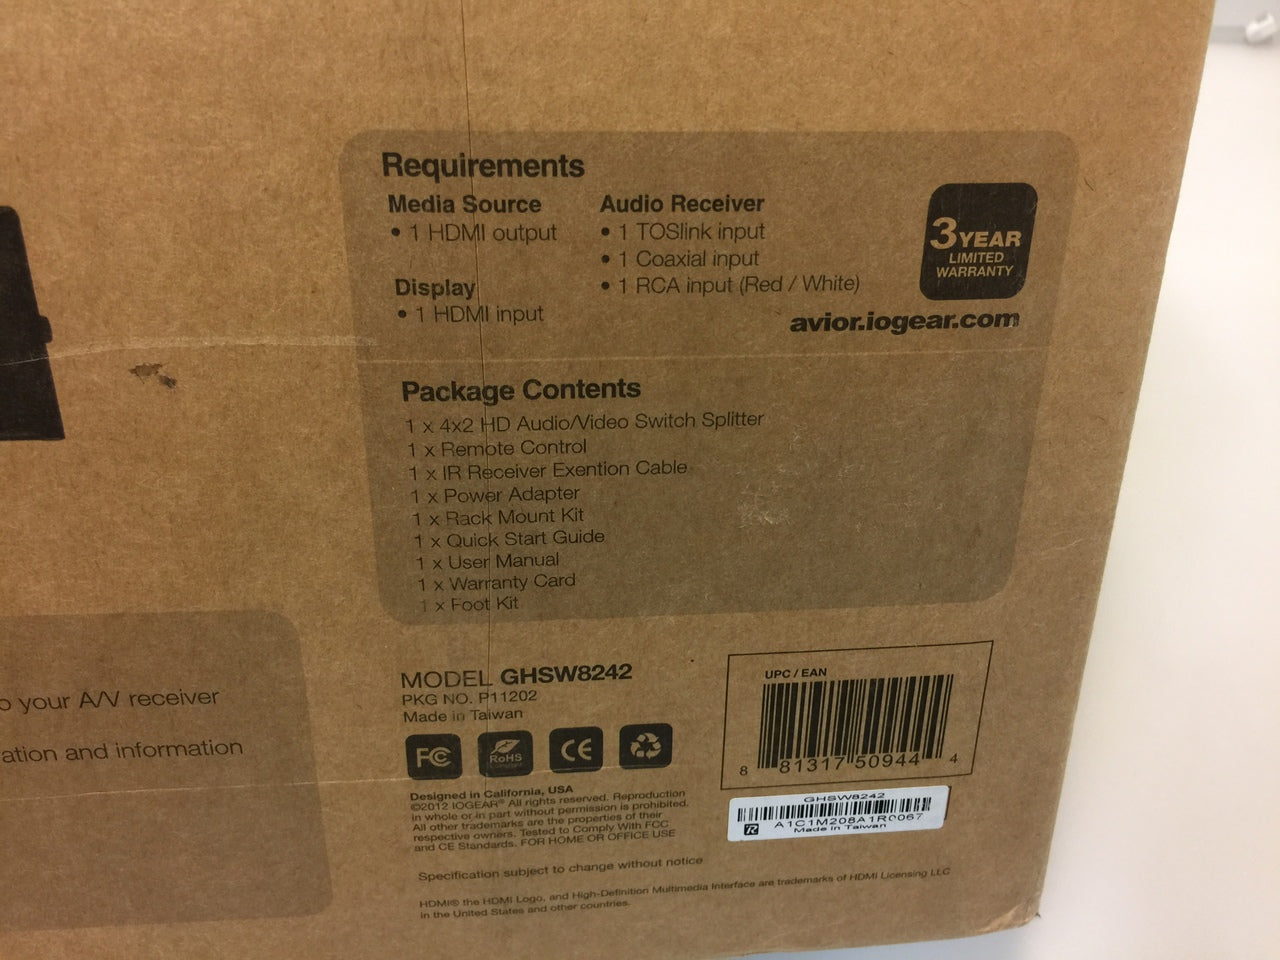 Requirements
Media Source
• 1 HDMI output
Display
• 1 HDMI input
Audio Receiver
• 1 TOSlink input
• 1 Coaxial input
• 1 RCA input (Red / White)
3 YEAR
LIMITED
WARRANTY
avior.iogear.com
Package Contents
1 x 4x2 HD Audio/Video Switch Splitter
1 x Remote Control
1 x IR Receiver Exention Cable
1 x Power Adapter
1 x Rack Mount Kit
1 x Quick Start Guide
1 x User Manual
1 x Warranty Card
1 x Foot Kit
your A/V receiver
and information
MODEL GHSW8242
PKG NO. P11202
Made in Taiwan
FC
RoHS
Compliant
CE
Designed in California, USA
©2012 IOGEAR® All rights reserved. Reproduction
in whole or in part without permission is prohibited.
All other trademarks are the properties of their
respective owners. Tested to Comply With FCC
and CE Standards. FOR HOME OR OFFICE USE
Specification subject to change without notice
HDMI® the HDMI Logo, and High-Definition Multimedia Interface are trademarks of HDMI Licensing LLC
in the United States and other countries.
UPC / EAN
8 81317 50944 4
GHSW8242
R
A1C1M208A1R0067
Made in Taiwan